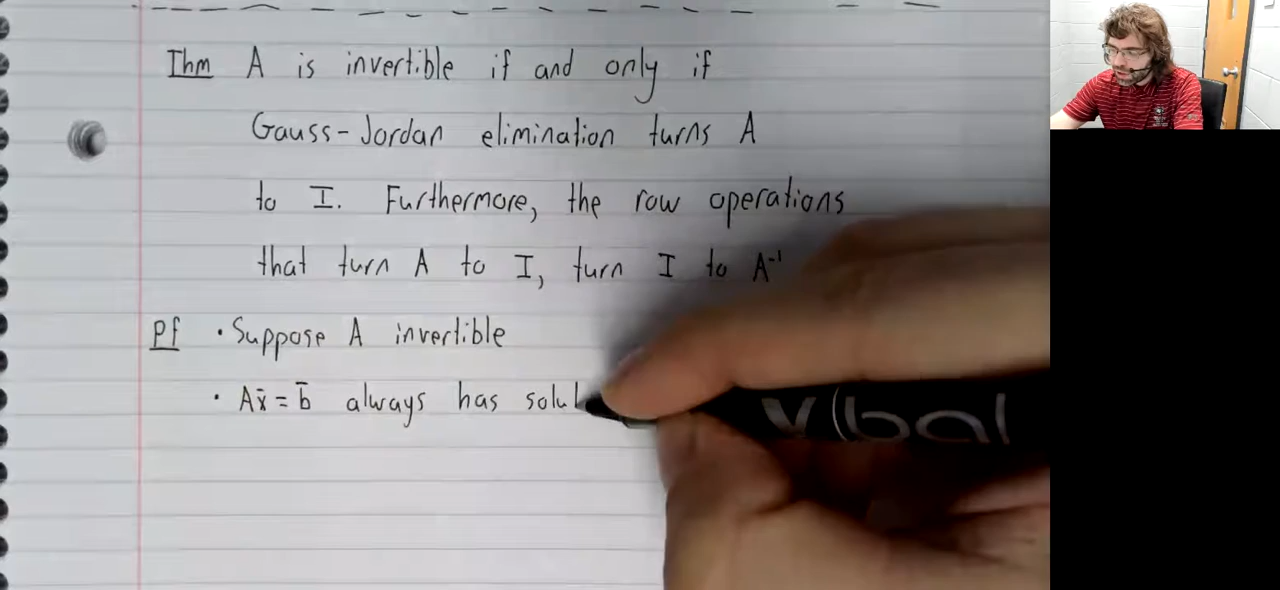 Thm A is invertible if and only if
Gauss-Jordan elimination turns A
to I. Furthermore, the row operations
that turn A to I, turn I to A⁻¹
Pf • Suppose A invertible
• Ax̄ = b̄ always has solut